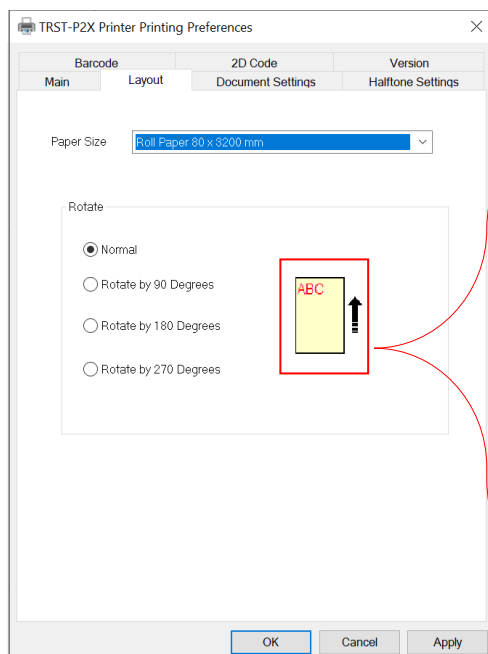 TRST-P2X Printer Printing Preferences
Barcode 2D Code Version
Main Layout Document Settings Halftone Settings
Paper Size Roll Paper 80 x 3200 mm
Rotate
Normal
Rotate by 90 Degrees
ABC
Rotate by 180 Degrees
Rotate by 270 Degrees
OK Cancel Apply